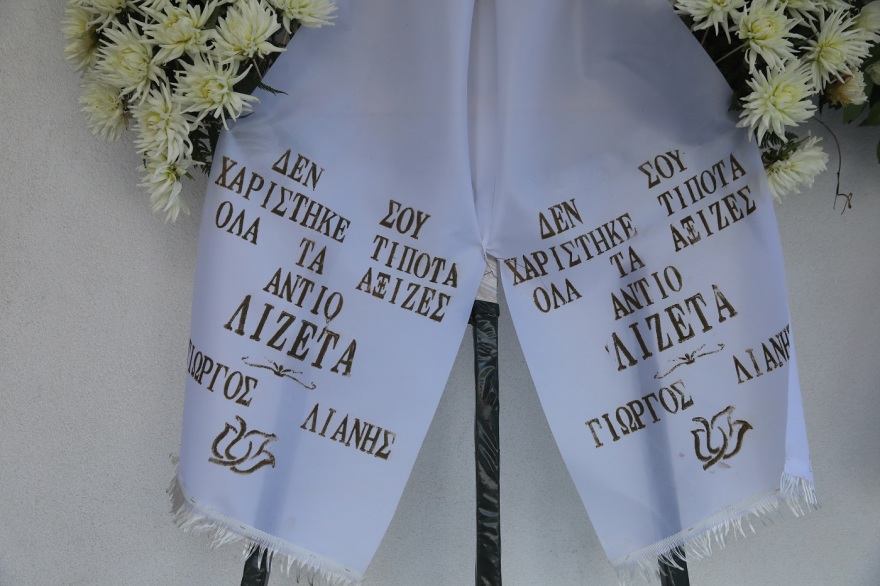 ΔΕΝ ΣΟΥ
ΧΑΡΙΣΤΗΚΕ ΤΙΠΟΤΑ
ΟΛΑ ΤΑ ΑΞΙΖΕΣ
ΑΝΤΙΟ
ΛΙΖΕΤΑ
ΓΙΩΡΓΟΣ ΛΙΑΝΗΣ
ΔΕΝ ΣΟΥ
ΧΑΡΙΣΤΗΚΕ ΤΙΠΟΤΑ
ΟΛΑ ΤΑ ΑΞΙΖΕΣ
ΑΝΤΙΟ
ΛΙΖΕΤΑ
ΓΙΩΡΓΟΣ ΛΙΑΝΗΣ